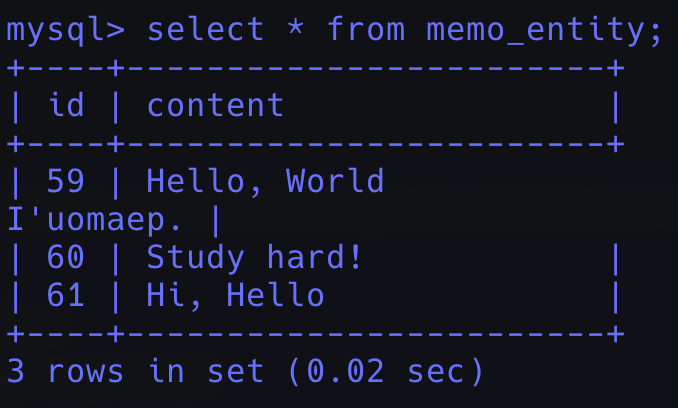 mysql> select * from memo_entity;
+----+------------------------+
| id | content                |
+----+------------------------+
| 59 | Hello, World
I'uomaep. |
| 60 | Study hard!            |
| 61 | Hi, Hello              |
+----+------------------------+
3 rows in set (0.02 sec)